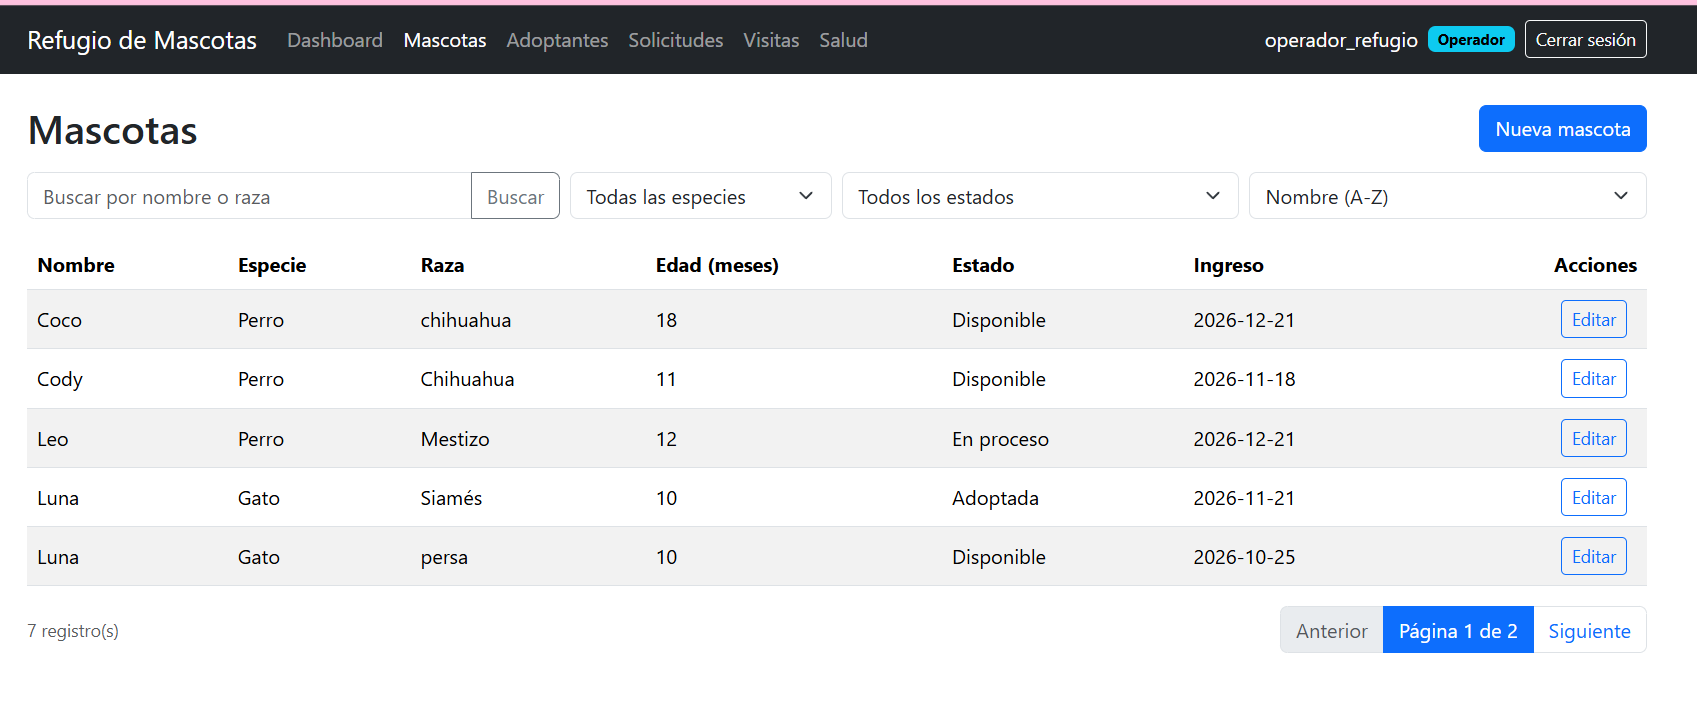 Refugio de Mascotas Dashboard Mascotas Adoptantes Solicitudes Visitas Salud operador_refugio Operador Cerrar sesión
Mascotas Nueva mascota
Buscar por nombre o raza Buscar Todas las especies Todos los estados Nombre (A-Z)
Nombre Especie Raza Edad (meses) Estado Ingreso Acciones
Coco Perro chihuahua 18 Disponible 2026-12-21 Editar
Cody Perro Chihuahua 11 Disponible 2026-11-18 Editar
Leo Perro Mestizo 12 En proceso 2026-12-21 Editar
Luna Gato Siamés 10 Adoptada 2026-11-21 Editar
Luna Gato persa 10 Disponible 2026-10-25 Editar
7 registro(s) Anterior Página 1 de 2 Siguiente